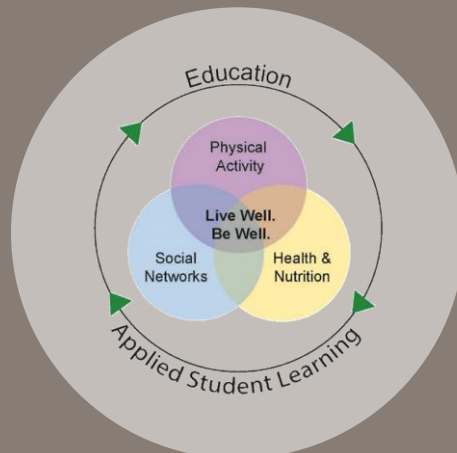 Education
Physical
Activity
Live Well.
Be Well.
Social
Networks
Health &
Nutrition
Applied Student Learning